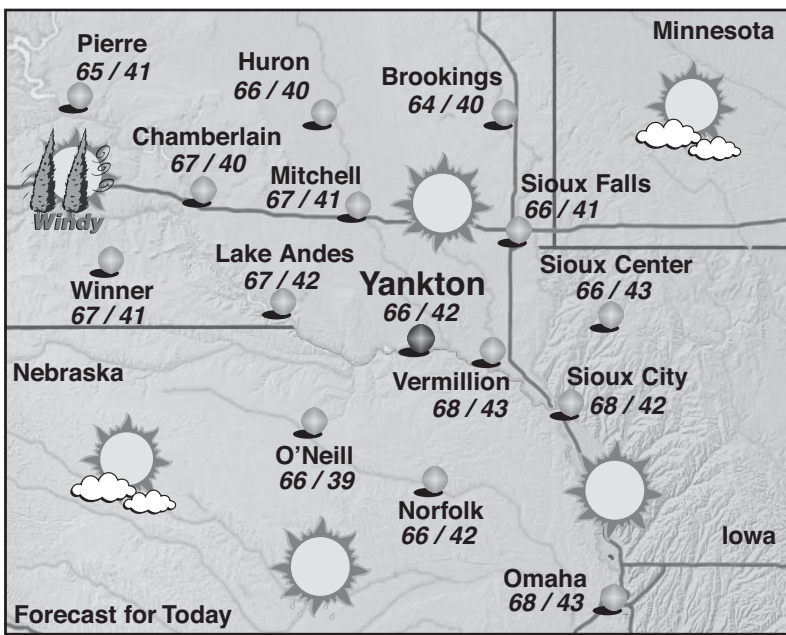 Minnesota
Pierre
65 / 41
Huron
66 / 40
Brookings
64 / 40
Chamberlain
67 / 40
Mitchell
67 / 41
Windy
Sioux Falls
66 / 41
Lake Andes
67 / 42
Yankton
66 / 42
Sioux Center
66 / 43
Winner
67 / 41
Nebraska
Vermillion
68 / 43
Sioux City
68 / 42
O'Neill
66 / 39
Norfolk
66 / 42
Iowa
Omaha
68 / 43
Forecast for Today